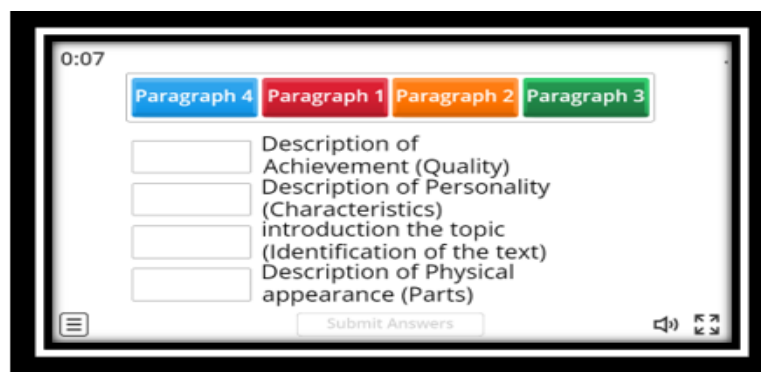 0:07
Paragraph 4 Paragraph 1 Paragraph 2 Paragraph 3
Description of
Achievement (Quality)
Description of Personality
(Characteristics)
introduction the topic
(Identification of the text)
Description of Physical
appearance (Parts)
Submit Answers